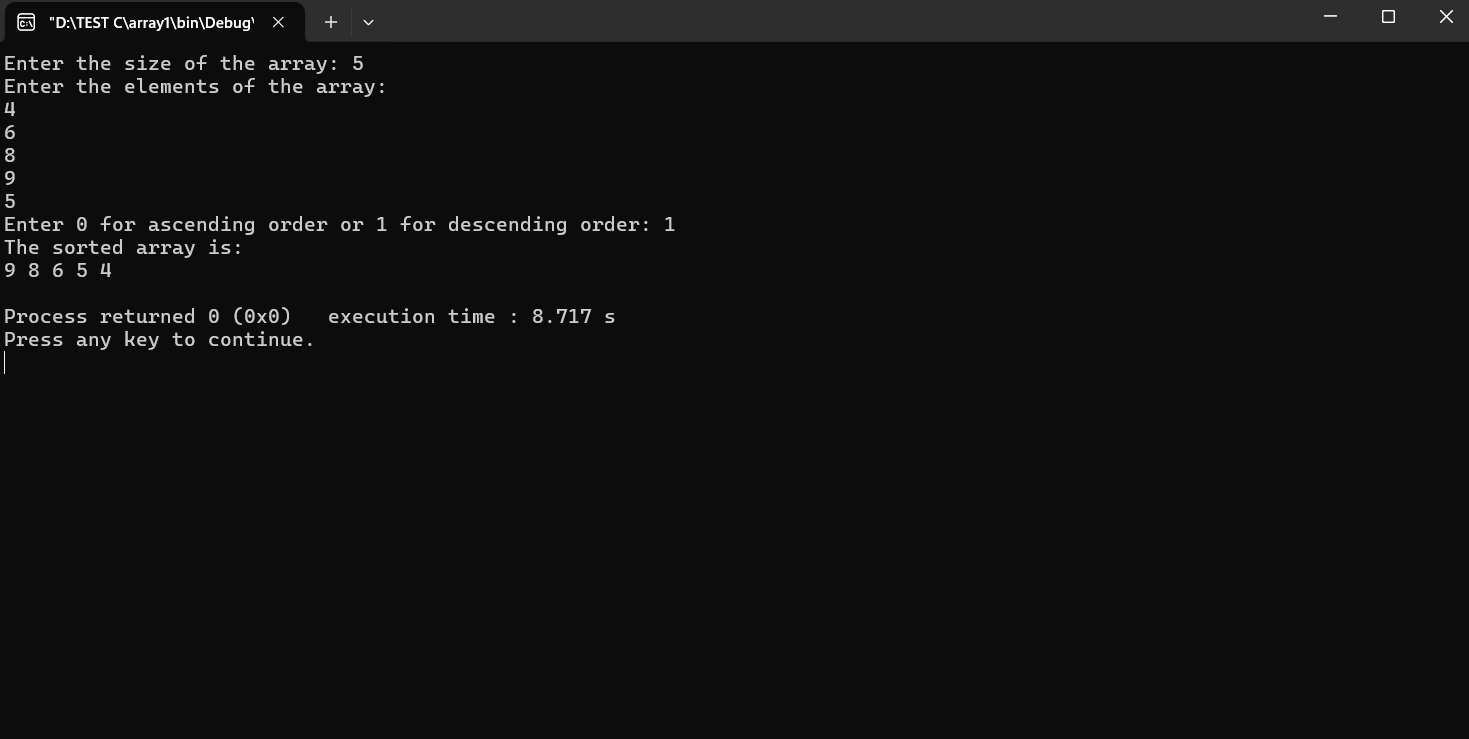 "D:\TEST C\array1\bin\Debug\
Enter the size of the array: 5
Enter the elements of the array:
4
6
8
9
5
Enter 0 for ascending order or 1 for descending order: 1
The sorted array is:
9 8 6 5 4
Process returned 0 (0x0)   execution time : 8.717 s
Press any key to continue.